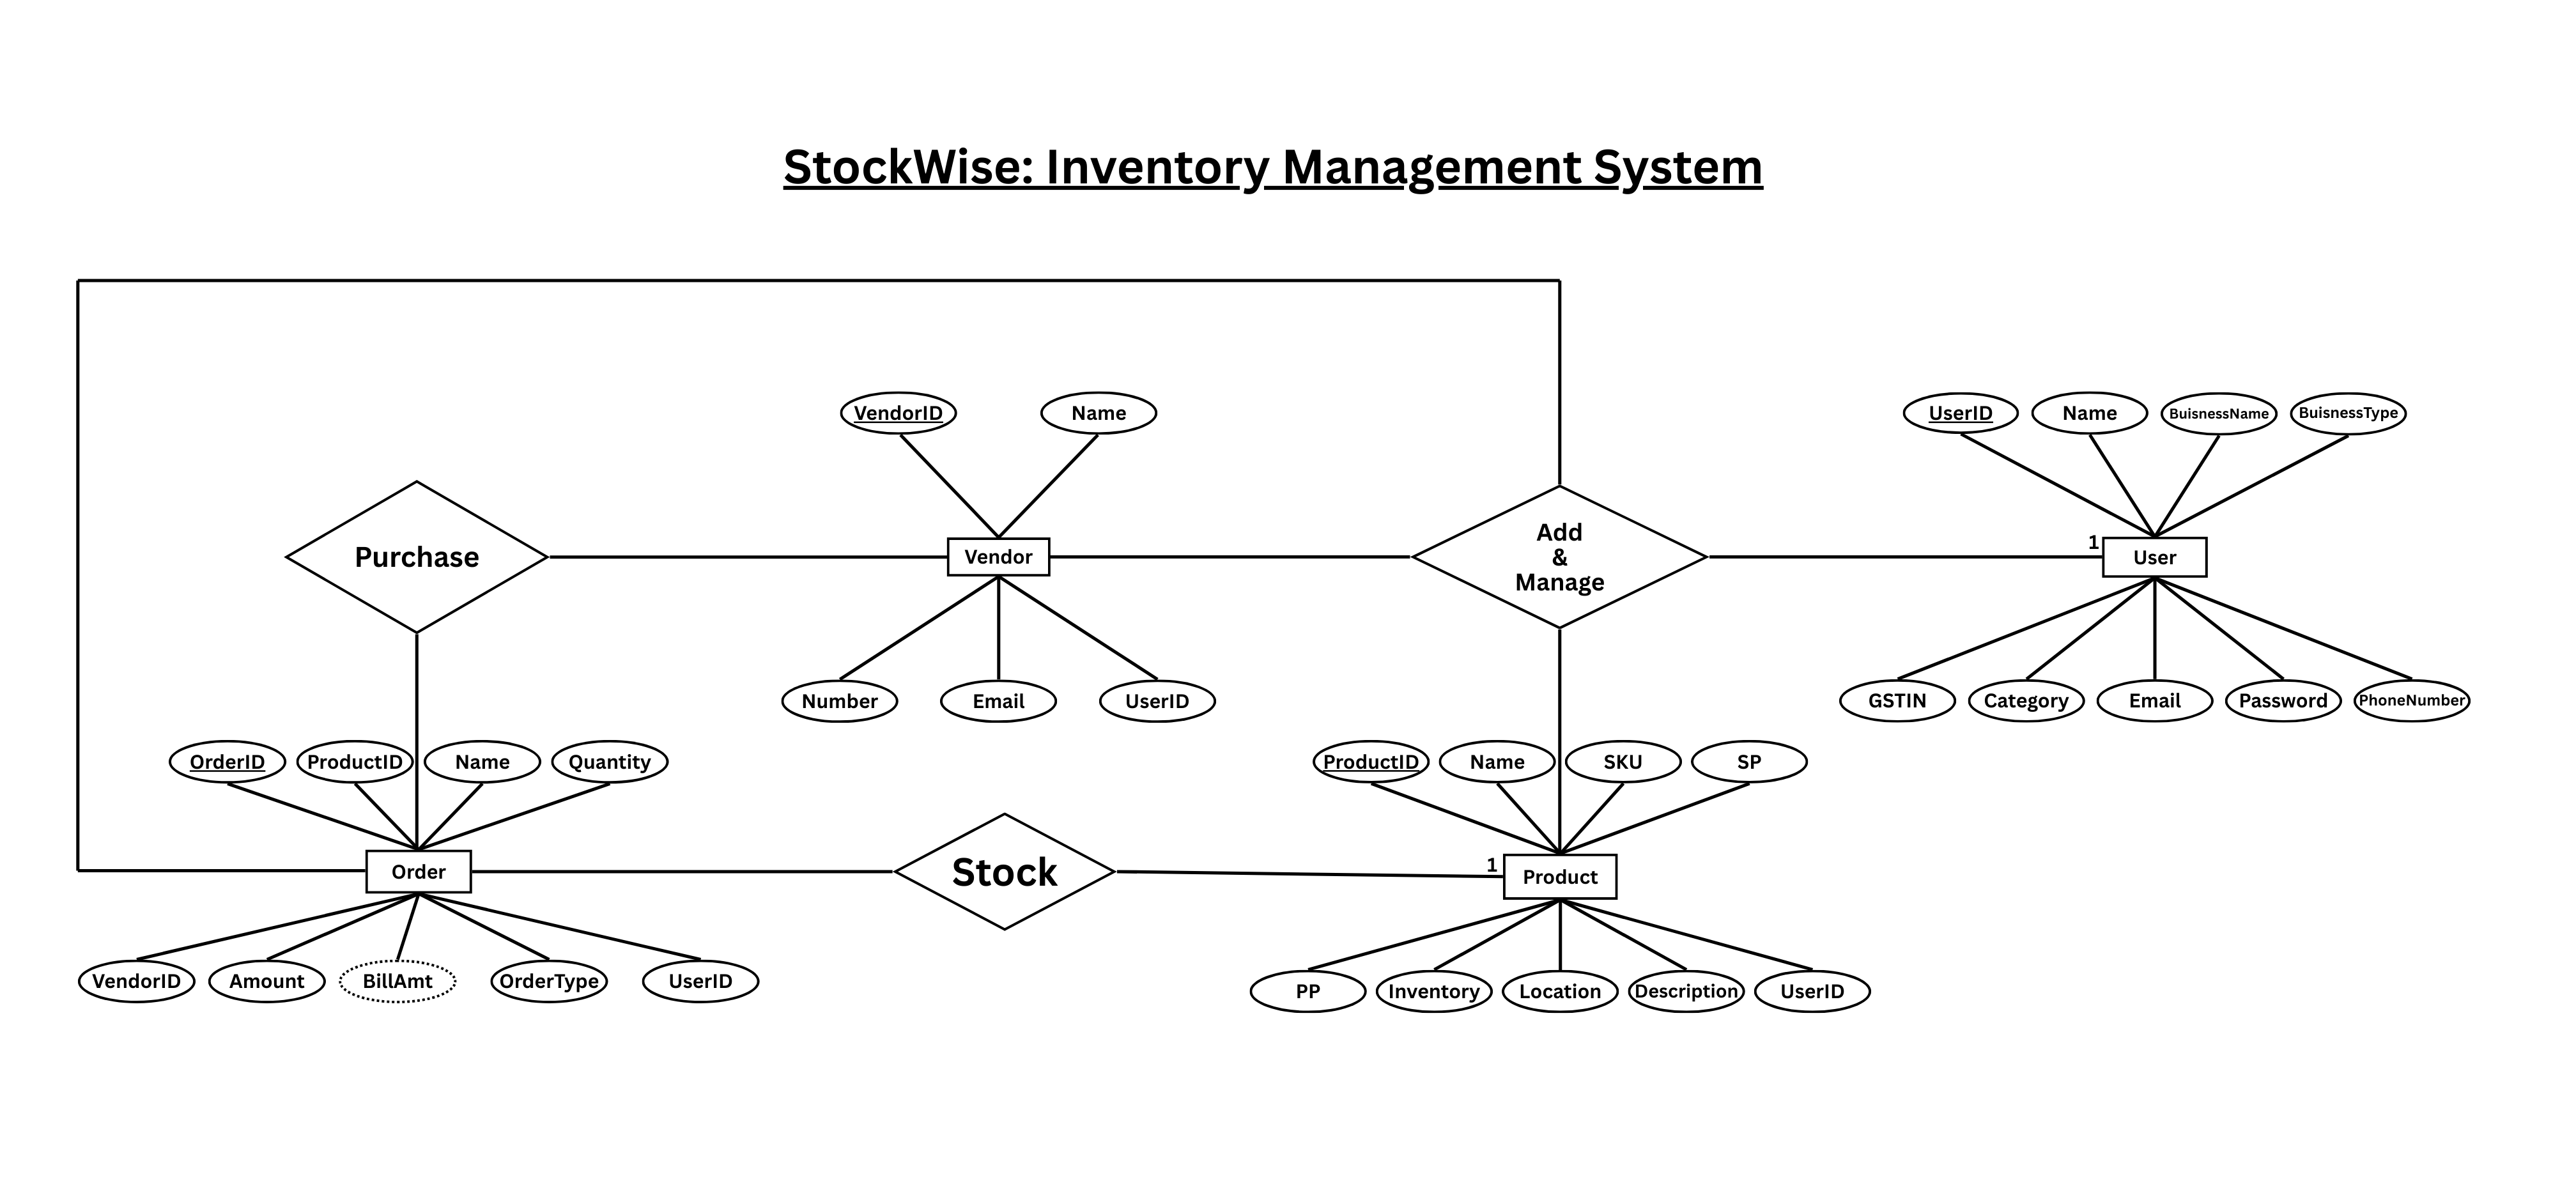 StockWise: Inventory Management System
VendorID
Name
UserID
Name
BuisnessName
BuisnessType
Purchase
Vendor
Add
&
Manage
1
User
Number
Email
UserID
GSTIN
Category
Email
Password
PhoneNumber
OrderID
ProductID
Name
Quantity
ProductID
Name
SKU
SP
Order
Stock
1
Product
VendorID
Amount
BillAmt
OrderType
UserID
PP
Inventory
Location
Description
UserID